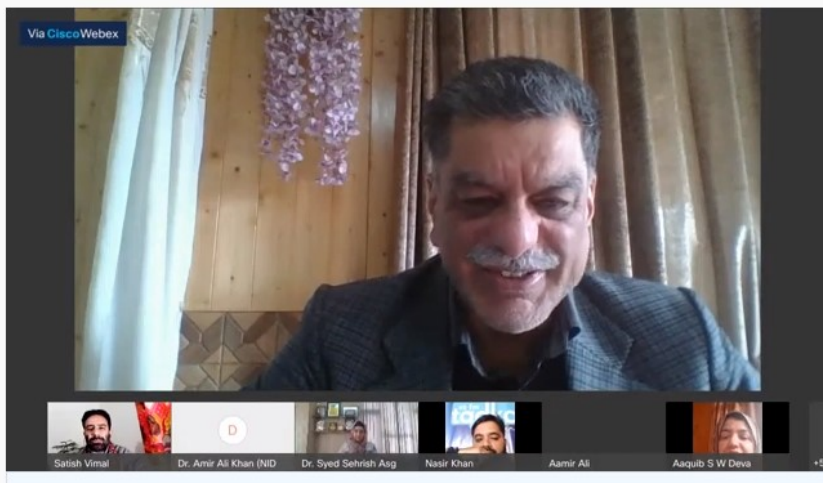 Via CiscoWebex
Satish Vimal
D
Dr. Amir Ali Khan (NID
Dr. Syed Sehrish Asg
Nasir Khan
Aamir Ali
Aaquib S W Deva